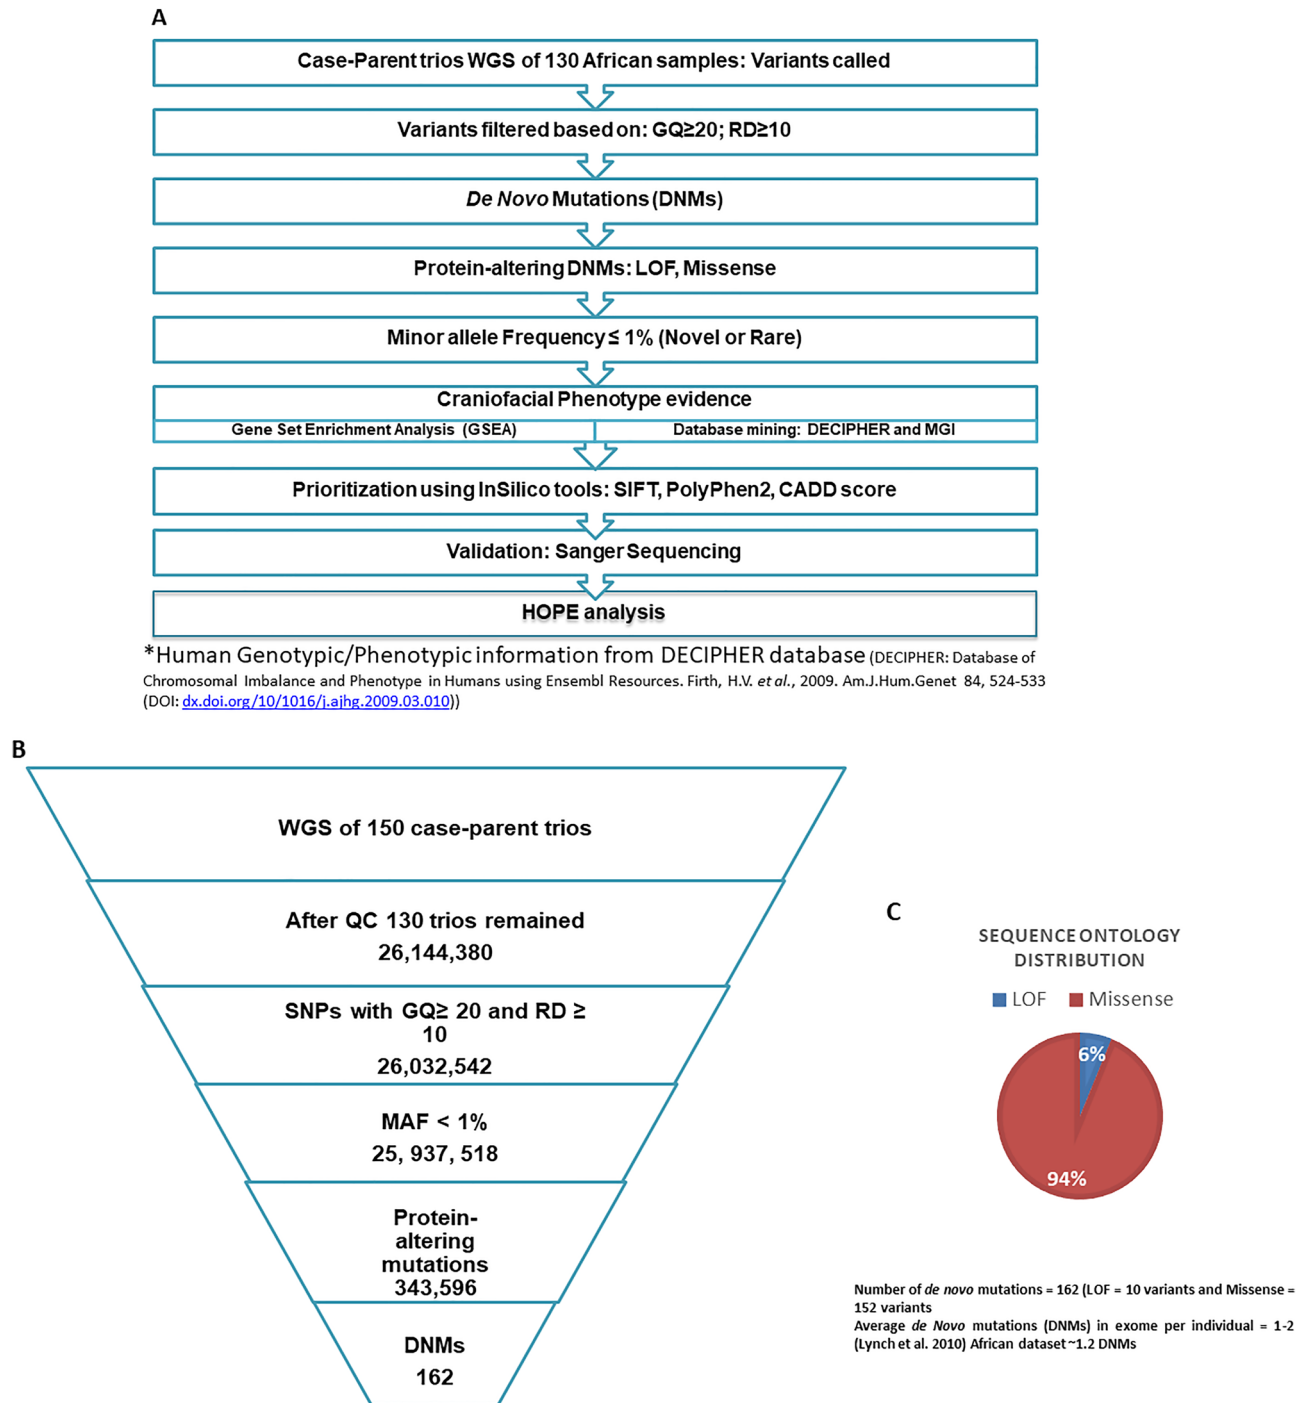 A
Case-Parent trios WGS of 130 African samples: Variants called
Variants filtered based on: GQ≥20; RD≥10
De Novo Mutations (DNMs)
Protein-altering DNMs: LOF, Missense
Minor allele Frequency ≤ 1% (Novel or Rare)
Craniofacial Phenotype evidence
Gene Set Enrichment Analysis (GSEA)
Database mining: DECIPHER and MGI
Prioritization using InSilico tools: SIFT, PolyPhen2, CADD score
Validation: Sanger Sequencing
HOPE analysis
*Human Genotypic/Phenotypic information from DECIPHER database (DECIPHER: Database of
Chromosomal Imbalance and Phenotype in Humans using Ensembl Resources. Firth, H.V. et al., 2009. Am.J.Hum.Genet 84, 524-533
(DOI: dx.doi.org/10/1016/j.ajhg.2009.03.010))
B
WGS of 150 case-parent trios
After QC 130 trios remained
26,144,380
SNPs with GQ≥ 20 and RD ≥
10
26,032,542
MAF < 1%
25, 937, 518
Protein-
altering
mutations
343,596
DNMs
162
C
SEQUENCE ONTOLOGY
DISTRIBUTION
LOF Missense
6%
94%
Number of de novo mutations = 162 (LOF = 10 variants and Missense =
152 variants
Average de Novo mutations (DNMs) in exome per individual = 1-2
(Lynch et al. 2010) African dataset ~1.2 DNMs